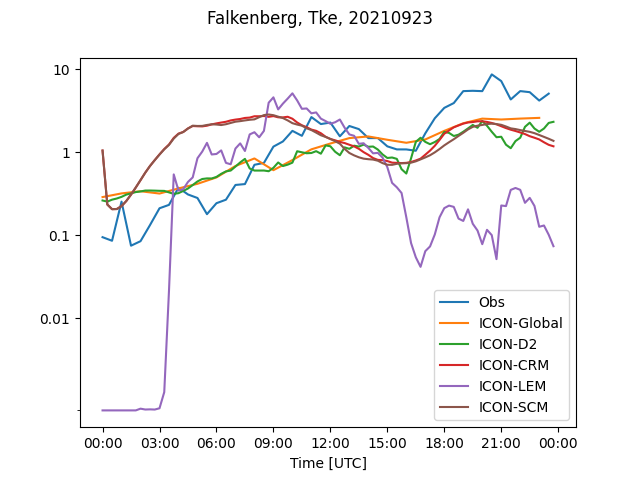 Falkenberg, Tke, 20210923
10
1
0.1
0.01
Obs
ICON-Global
ICON-D2
ICON-CRM
ICON-LEM
ICON-SCM
00:00 03:00 06:00 09:00 12:00 15:00 18:00 21:00 00:00
Time [UTC]